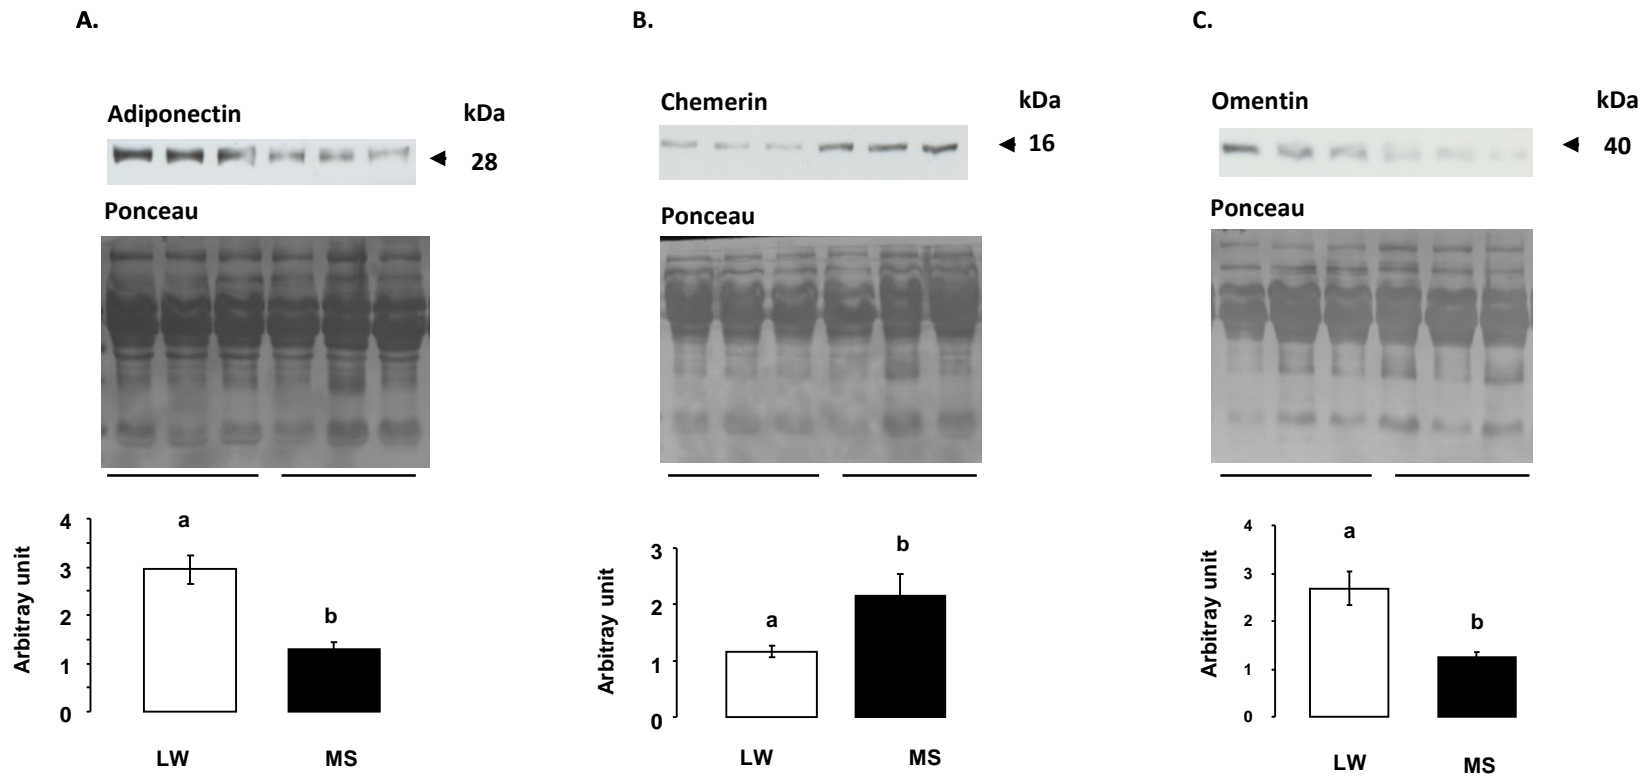 A.
Adiponectin kDa
28
Ponceau
Arbitray unit
4
3
2
1
0
a
b
LW MS
B.
Chemerin kDa
16
Ponceau
Arbitray unit
3
2
1
0
a
b
LW MS
C.
Omentin kDa
40
Ponceau
Arbitray unit
4
3
2
1
0
a
b
LW MS